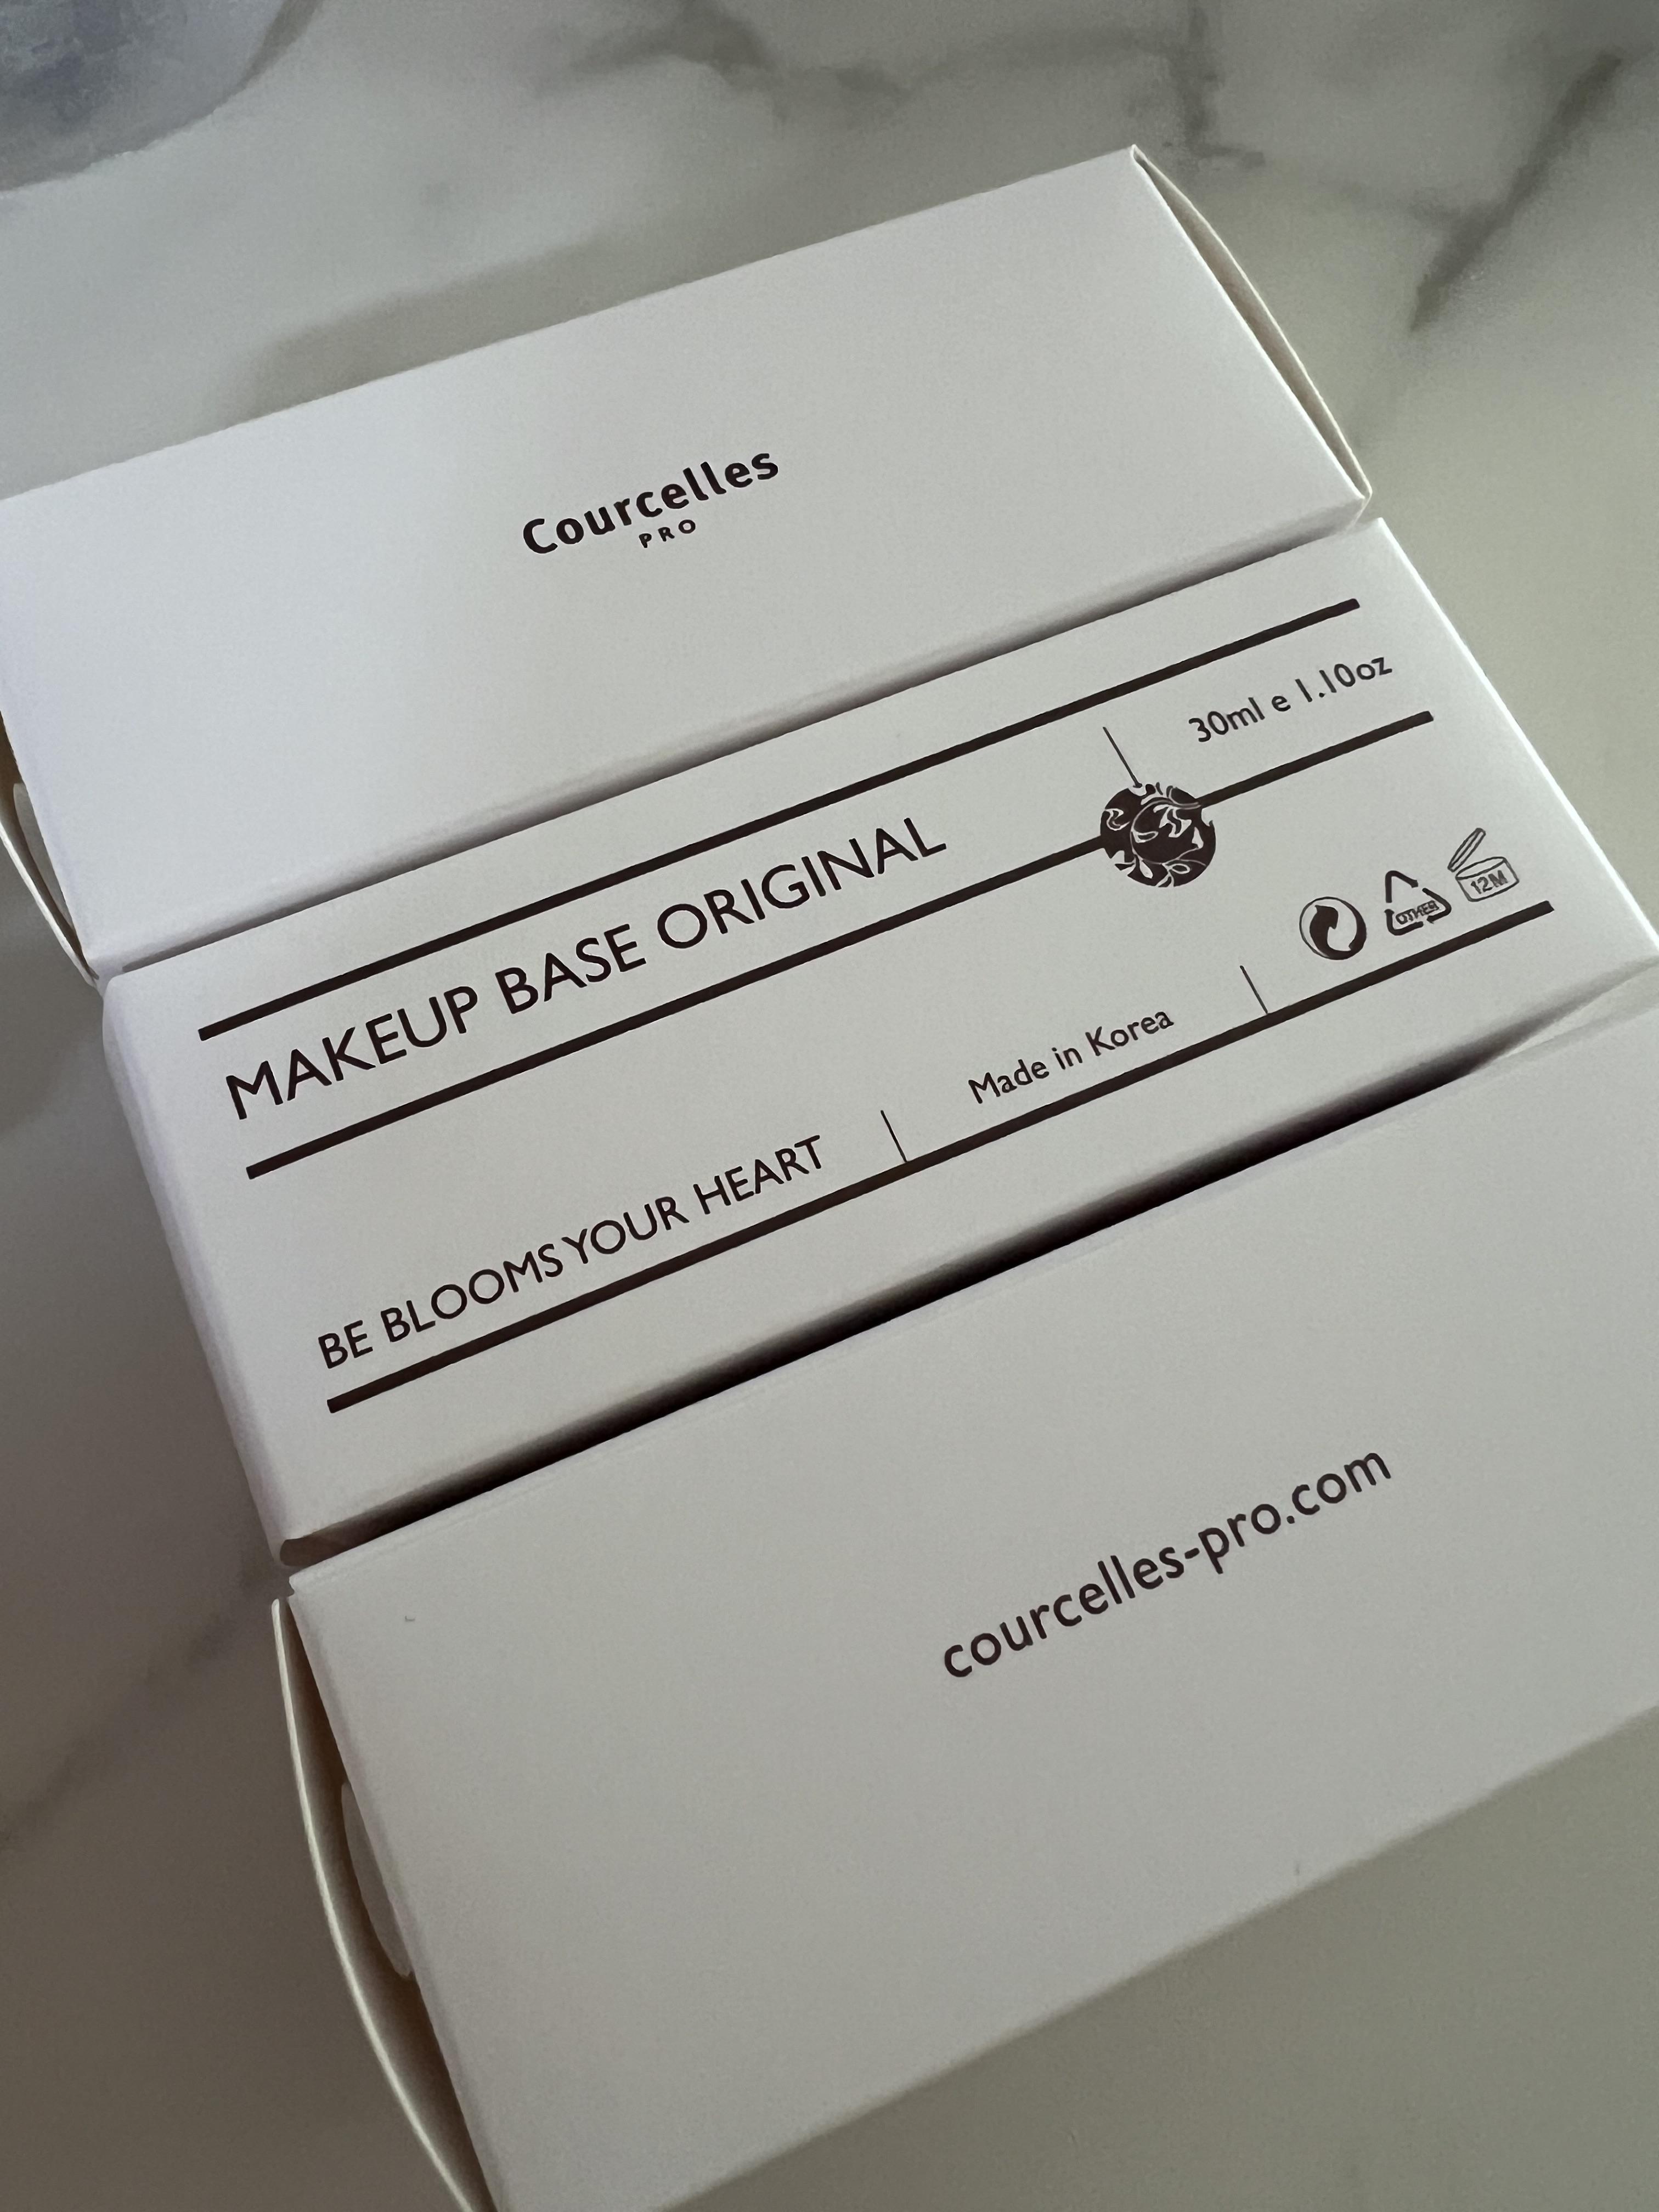 Courcelles
PRO
MAKEUP BASE ORIGINAL
30ml e 1.10oz
BE BLOOMS YOUR HEART
Made in Korea
OTHER
12M
courcelles-pro.com